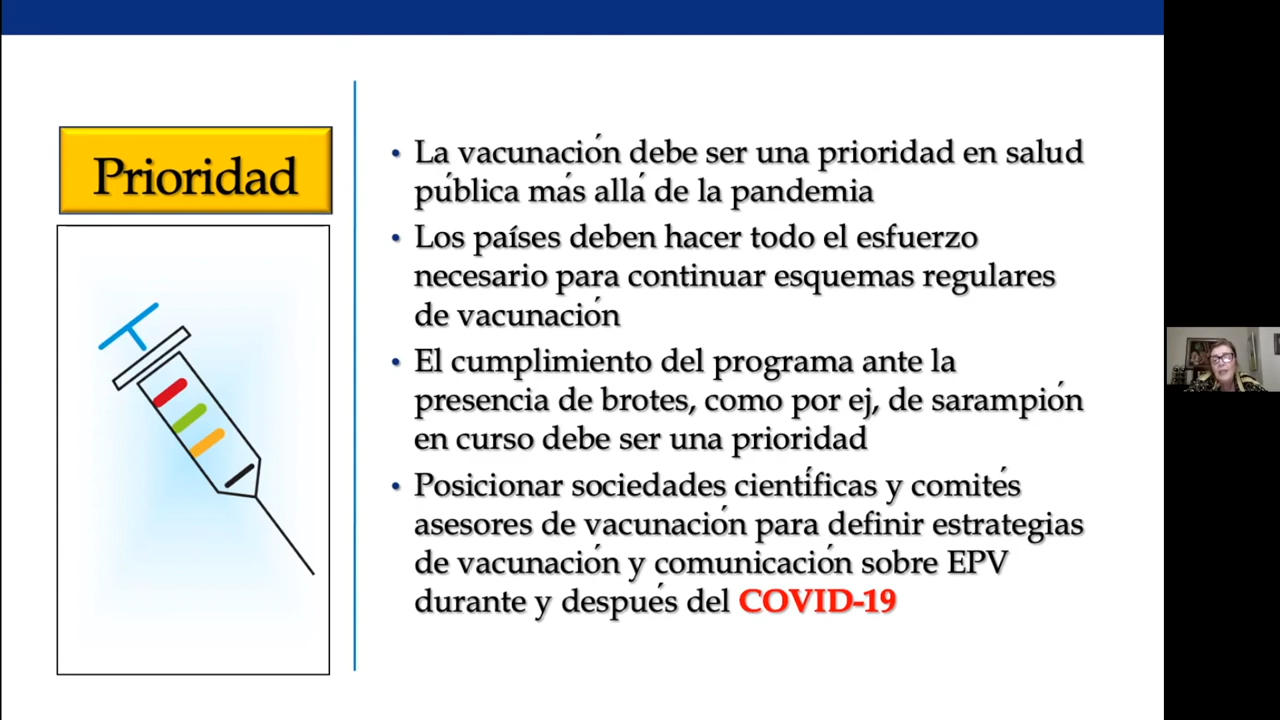 Prioridad
• La vacunación debe ser una prioridad en salud
pública más allá de la pandemia
• Los países deben hacer todo el esfuerzo
necesario para continuar esquemas regulares
de vacunación
• El cumplimiento del programa ante la
presencia de brotes, como por ej, de sarampión
en curso debe ser una prioridad
• Posicionar sociedades científicas y comités
asesores de vacunación para definir estrategias
de vacunación y comunicación sobre EPV
durante y después del COVID-19